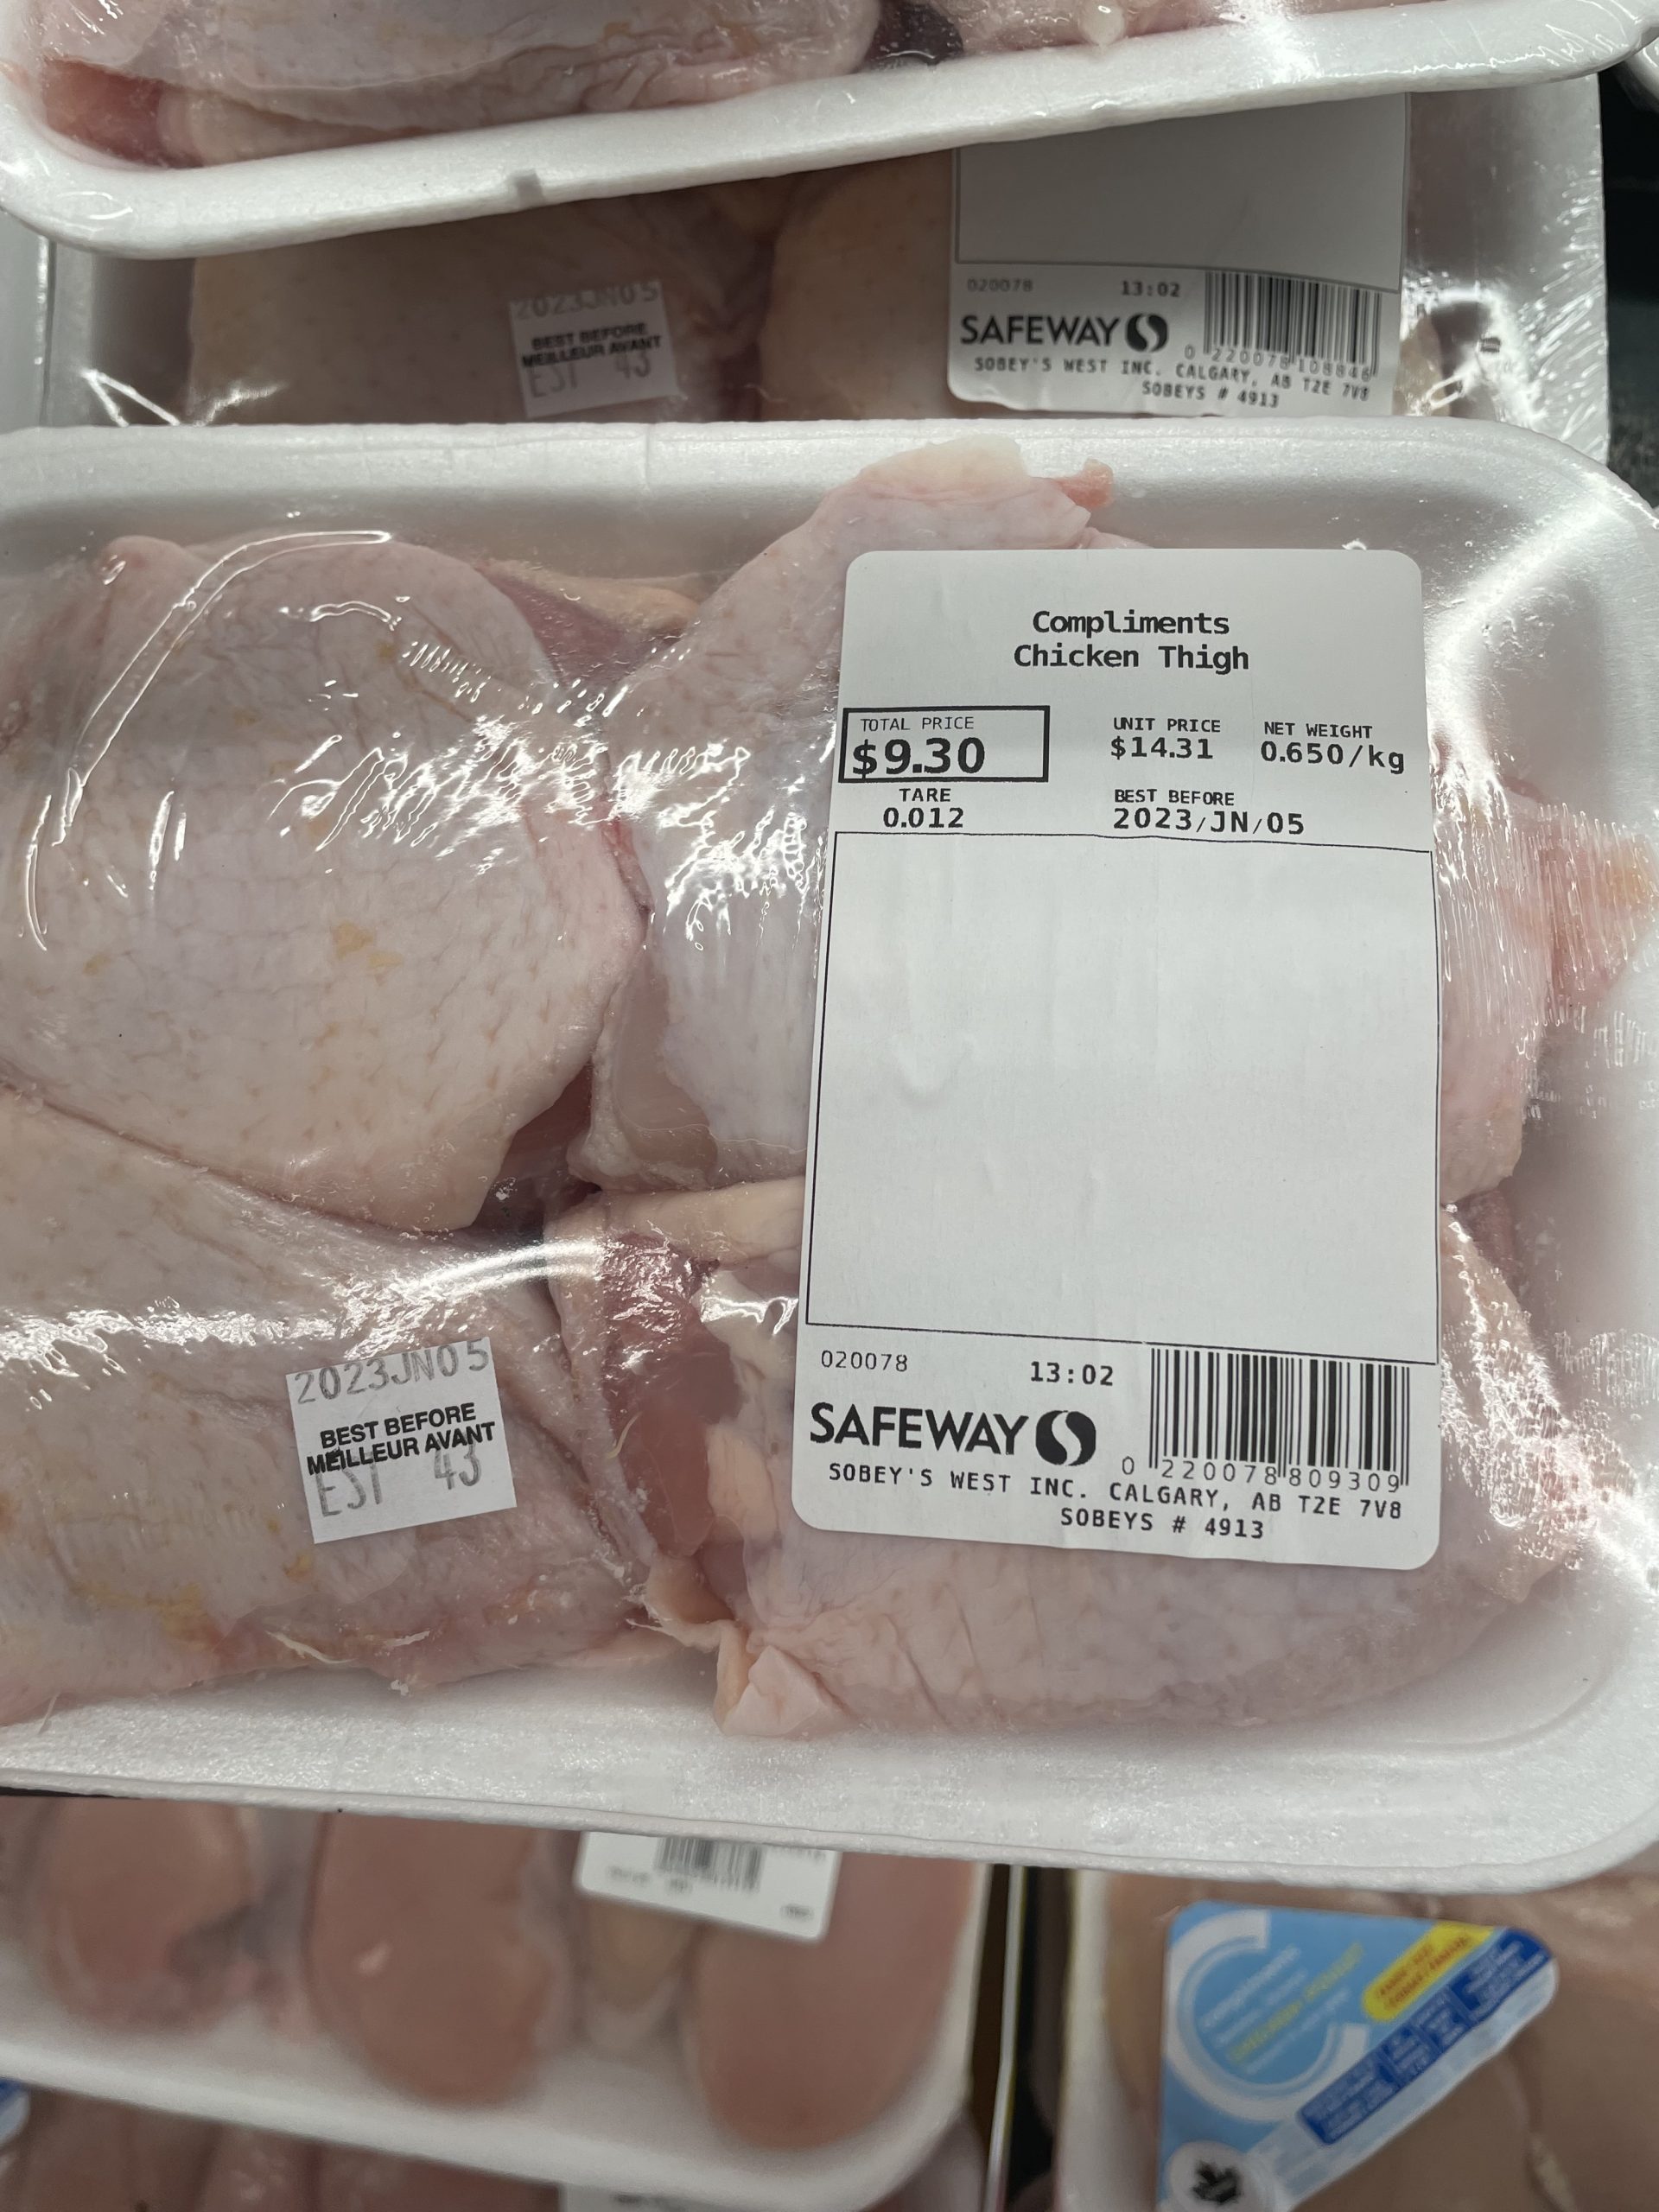 2023JN05
BEST BEFORE
MEILLEUR AVANT
EST 43
020078 13:02
SAFEWAY
0 220078 108846
SOBEY'S WEST INC. CALGARY, AB T2E 7V8
SOBEYS # 4913
Compliments
Chicken Thigh
TOTAL PRICE UNIT PRICE NET WEIGHT
$9.30 $14.31 0.650/kg
TARE BEST BEFORE
0.012 2023/JN/05
2023JN05
BEST BEFORE
MEILLEUR AVANT
EST 43
020078 13:02
SAFEWAY
0 220078 809309
SOBEY'S WEST INC. CALGARY, AB T2E 7V8
SOBEYS # 4913
compliments